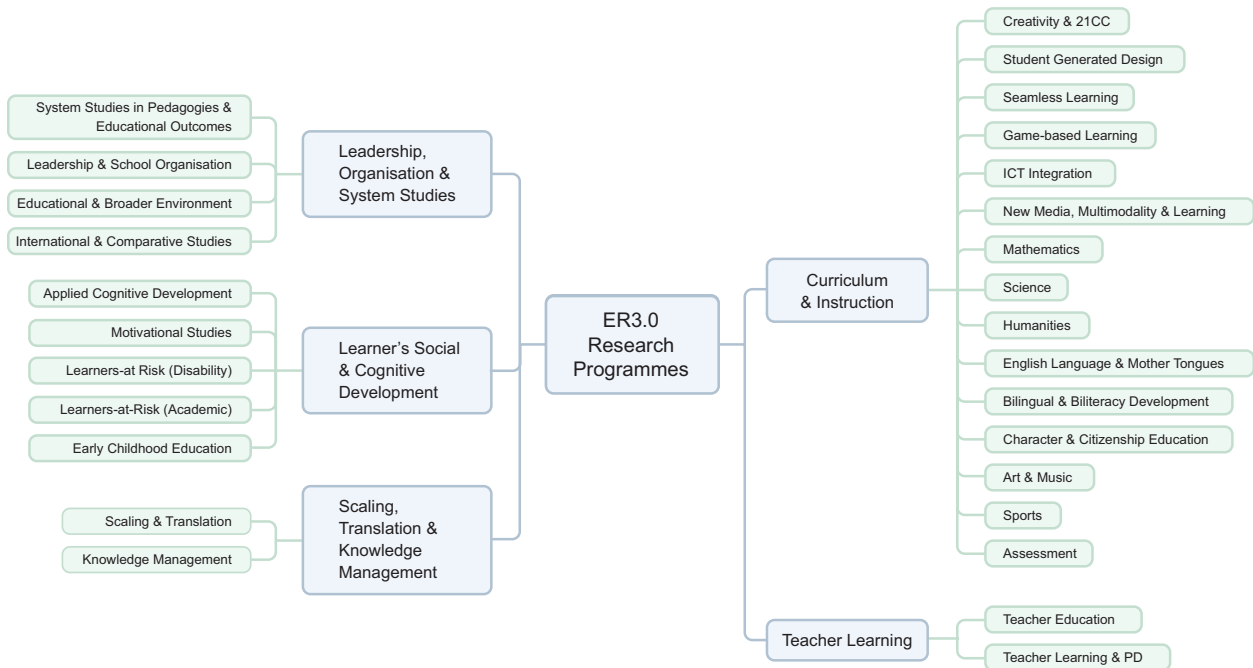 ER3.0
Research
Programmes
Leadership,
Organisation &
System Studies
System Studies in Pedagogies &
Educational Outcomes
Leadership & School Organisation
Educational & Broader Environment
International & Comparative Studies
Learner’s Social
& Cognitive
Development
Applied Cognitive Development
Motivational Studies
Learners-at Risk (Disability)
Learners-at-Risk (Academic)
Early Childhood Education
Scaling,
Translation &
Knowledge
Management
Scaling & Translation
Knowledge Management
Curriculum
& Instruction
Creativity & 21CC
Student Generated Design
Seamless Learning
Game-based Learning
ICT Integration
New Media, Multimodality & Learning
Mathematics
Science
Humanities
English Language & Mother Tongues
Bilingual & Biliteracy Development
Character & Citizenship Education
Art & Music
Sports
Assessment
Teacher Learning
Teacher Education
Teacher Learning & PD